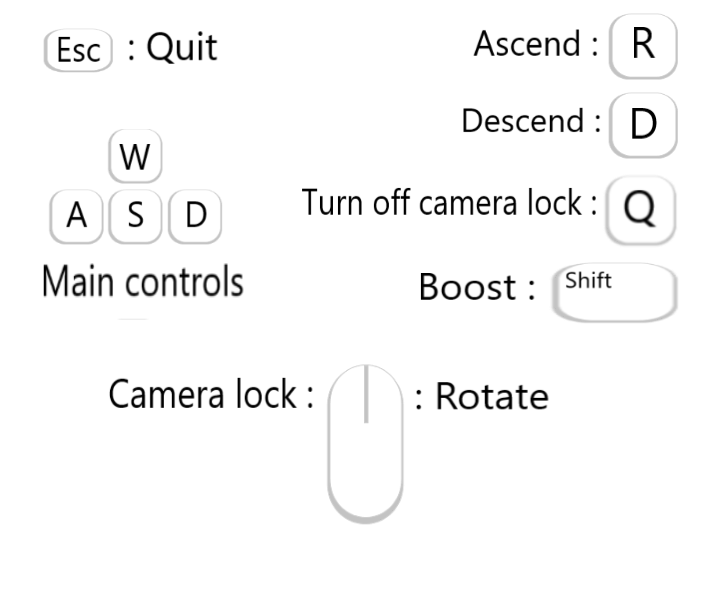 Esc : Quit
Ascend : R
Descend : D
W
A S D
Turn off camera lock : Q
Main controls
Boost : Shift
Camera lock : : Rotate